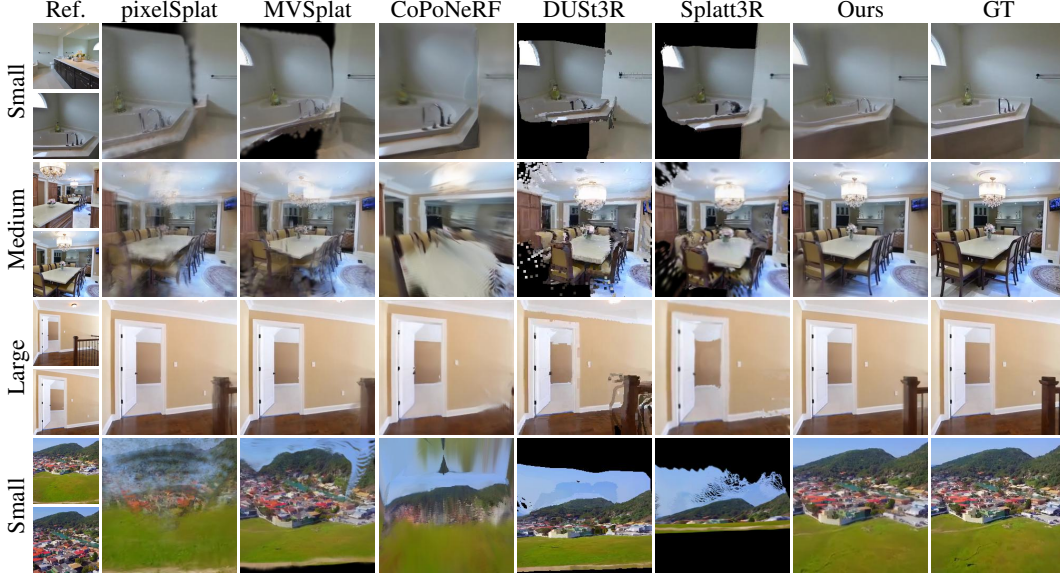 Ref. pixelSplat MVSplat CoPoNeRF DUSt3R Splatt3R Ours GT
Small
Medium
Large
Small